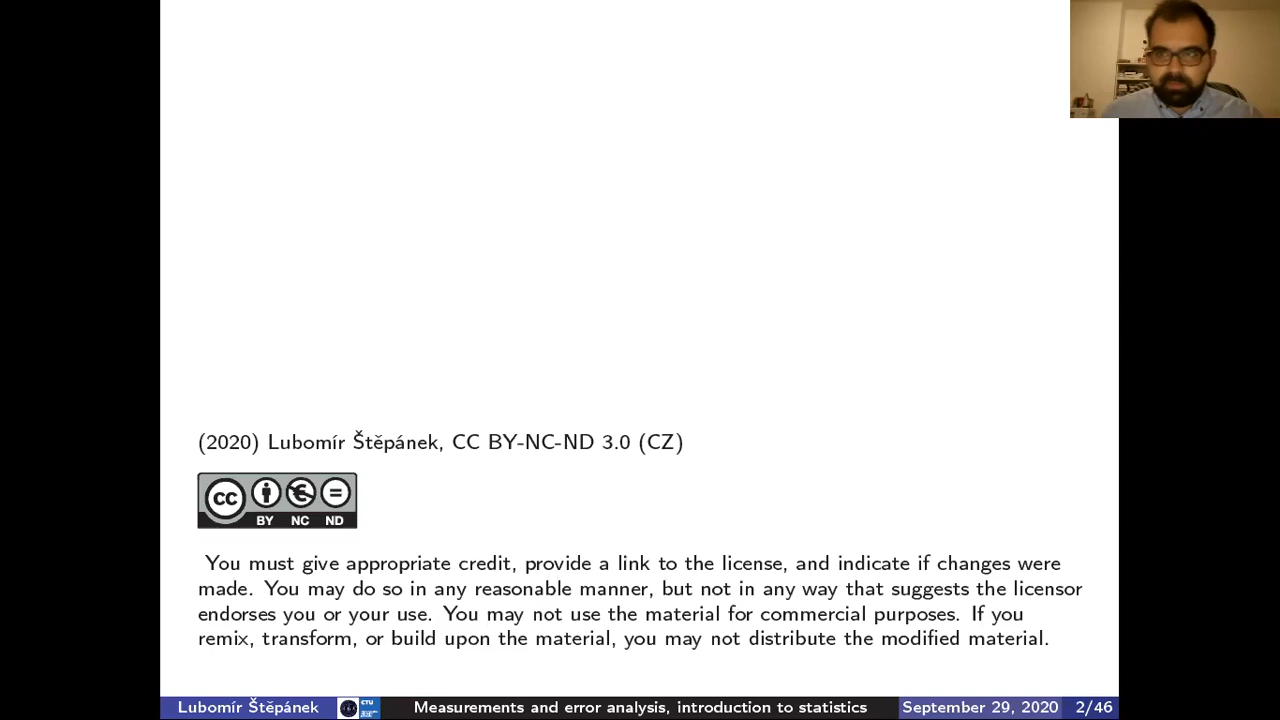 (2020) Lubomír Štěpánek, CC BY-NC-ND 3.0 (CZ)
cc
BY NC ND
You must give appropriate credit, provide a link to the license, and indicate if changes were
made. You may do so in any reasonable manner, but not in any way that suggests the licensor
endorses you or your use. You may not use the material for commercial purposes. If you
remix, transform, or build upon the material, you may not distribute the modified material.
Lubomír Štěpánek CTU Measurements and error analysis, introduction to statistics September 29, 2020 2/46